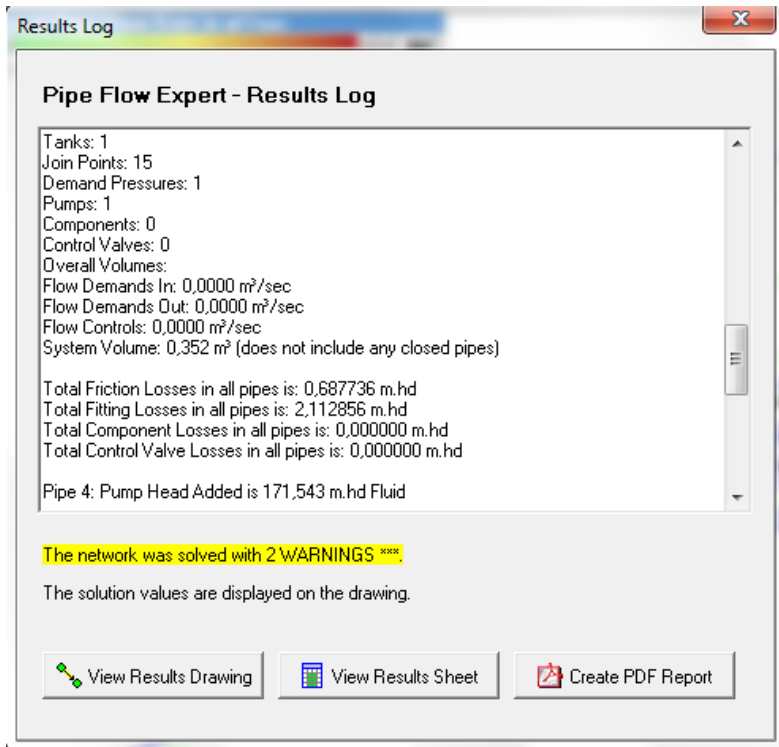 Results Log
Pipe Flow Expert - Results Log
Tanks: 1
Join Points: 15
Demand Pressures: 1
Pumps: 1
Components: 0
Control Valves: 0
Overall Volumes:
Flow Demands In: 0,0000 m³/sec
Flow Demands Out: 0,0000 m³/sec
Flow Controls: 0,0000 m³/sec
System Volume: 0,352 m³ (does not include any closed pipes)
Total Friction Losses in all pipes is: 0,687736 m.hd
Total Fitting Losses in all pipes is: 2,112856 m.hd
Total Component Losses in all pipes is: 0,000000 m.hd
Total Control Valve Losses in all pipes is: 0,000000 m.hd
Pipe 4: Pump Head Added is 171,543 m.hd Fluid
The network was solved with 2 WARNINGS ***.
The solution values are displayed on the drawing.
View Results Drawing
View Results Sheet
Create PDF Report